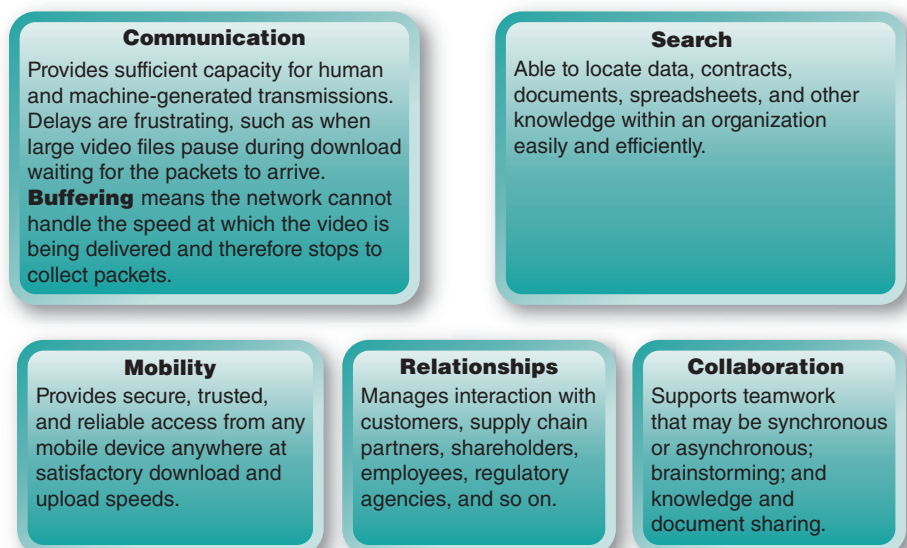 Communication
Provides sufficient capacity for human
and machine-generated transmissions.
Delays are frustrating, such as when
large video files pause during download
waiting for the packets to arrive.
Buffering means the network cannot
handle the speed at which the video is
being delivered and therefore stops to
collect packets.
Search
Able to locate data, contracts,
documents, spreadsheets, and other
knowledge within an organization
easily and efficiently.
Mobility
Provides secure, trusted,
and reliable access from any
mobile device anywhere at
satisfactory download and
upload speeds.
Relationships
Manages interaction with
customers, supply chain
partners, shareholders,
employees, regulatory
agencies, and so on.
Collaboration
Supports teamwork
that may be synchronous
or asynchronous;
brainstorming; and
knowledge and
document sharing.